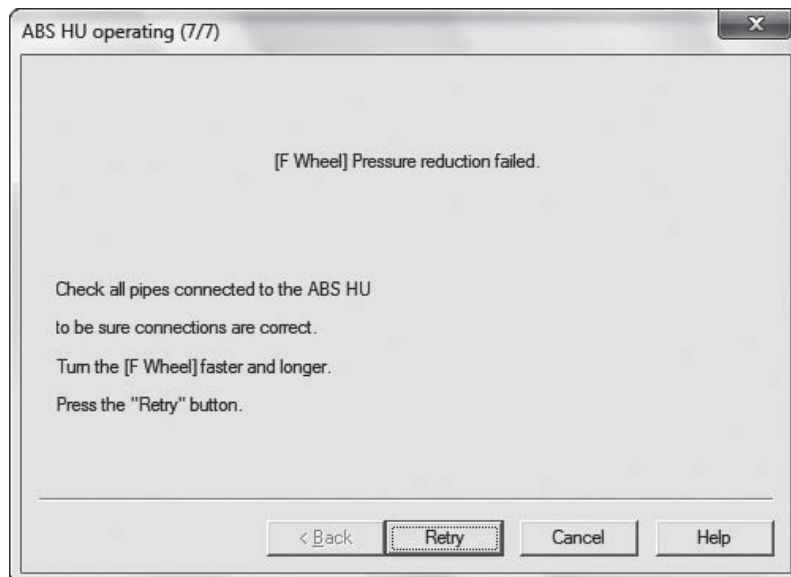 ABS HU operating (7/7)
[F Wheel] Pressure reduction failed.
Check all pipes connected to the ABS HU
to be sure connections are correct.
Turn the [F Wheel] faster and longer.
Press the "Retry" button.
< Back
Retry
Cancel
Help